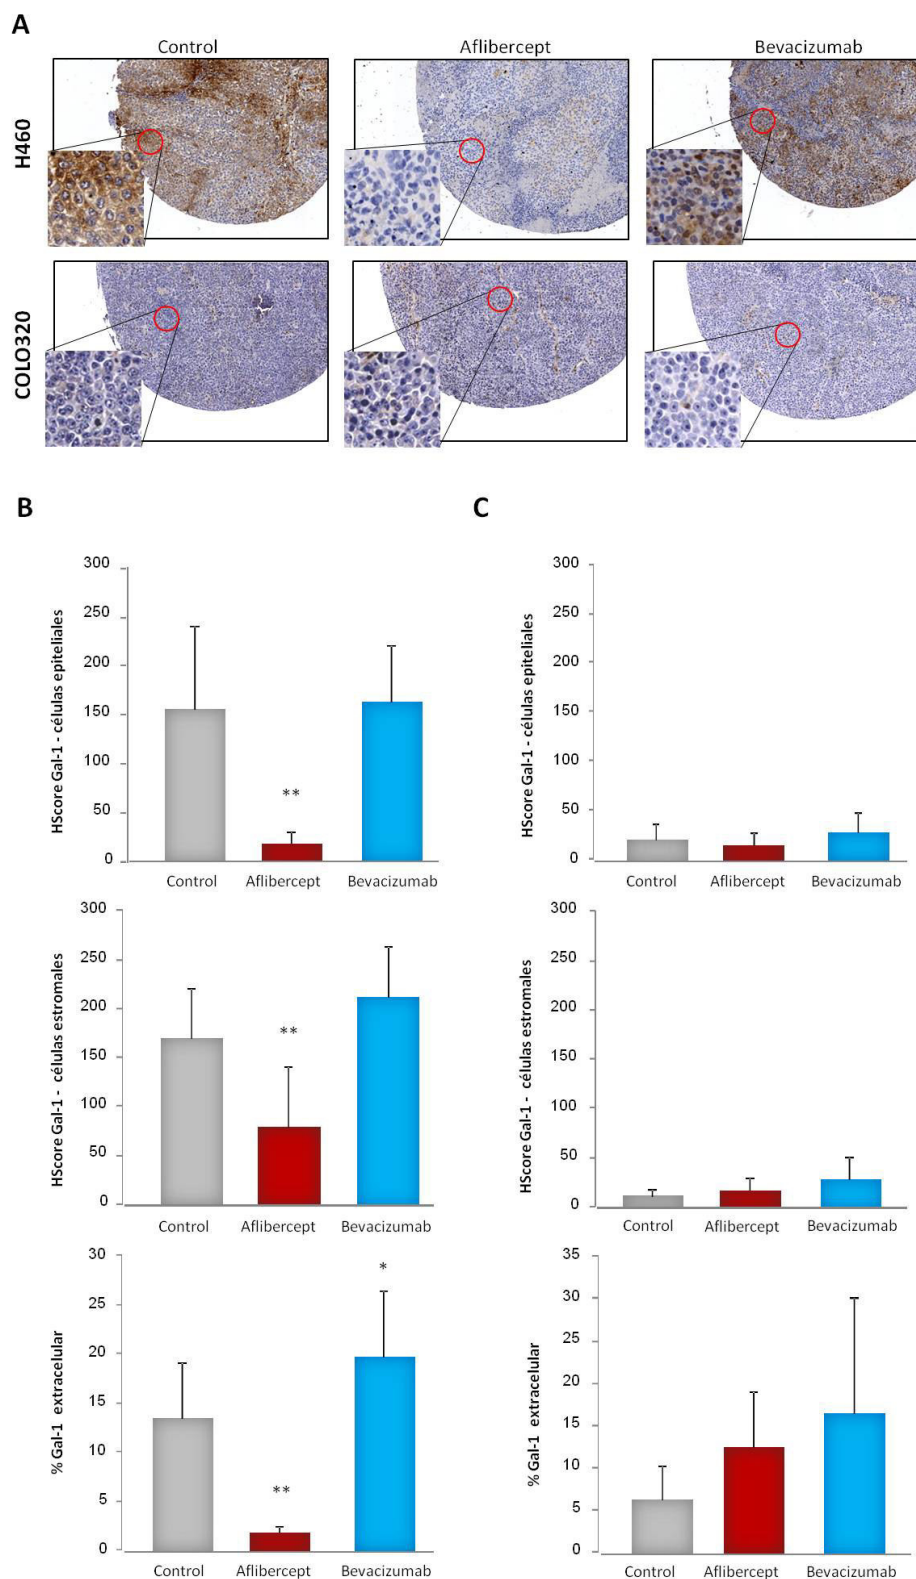 A
Control Aflibercept Bevacizumab
H460
COLO320
B
HScore Gal-1 - células epiteliales
300
250
200
150
100
50
0
**
Control Aflibercept Bevacizumab
HScore Gal-1 - células estromales
300
250
200
150
100
50
0
**
Control Aflibercept Bevacizumab
% Gal-1 extracelular
30
25
20
15
10
5
0
**
*
Control Aflibercept Bevacizumab
C
HScore Gal-1 - células epiteliales
300
250
200
150
100
50
0
Control Aflibercept Bevacizumab
HScore Gal-1 - células estromales
300
250
200
150
100
50
0
Control Aflibercept Bevacizumab
% Gal-1 extracelular
35
30
25
20
15
10
5
0
Control Aflibercept Bevacizumab